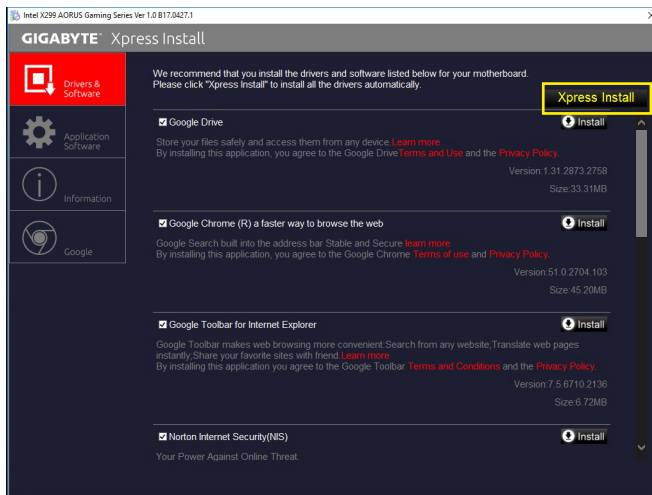 Intel X299 AORUS Gaming Series Ver 1.0 B17.0427.1
GIGABYTE™ Xpress Install
Drivers &
Software
Application
Software
Information
Google
We recommend that you install the drivers and software listed below for your motherboard.
Please click "Xpress Install" to install all the drivers automatically.
Xpress Install
Google Drive
Install
Store your files safely and access them from any device.Learn more
By installing this application, you agree to the Google DriveTerms and Use and the Privacy Policy.
Version:1.31.2873.2758
Size:33.31MB
Google Chrome (R) a faster way to browse the web
Install
Google Search built into the address bar Stable and Secure learn more
By installing this application, you agree to the Google Chrome Terms of use and Privacy Policy.
Version:51.0.2704.103
Size:45.20MB
Google Toolbar for Internet Explorer
Install
Google Toolbar makes web browsing more convenient:Search from any website;Translate web pages
instantly;Share your favorite sites with friend.Learn more
By installing this application you agree to the Google Toolbar Terms and Conditions and the Privacy Policy.
Version:7.5.6710.2136
Size:6.72MB
Norton Internet Security(NIS)
Install
Your Power Against Online Threat.